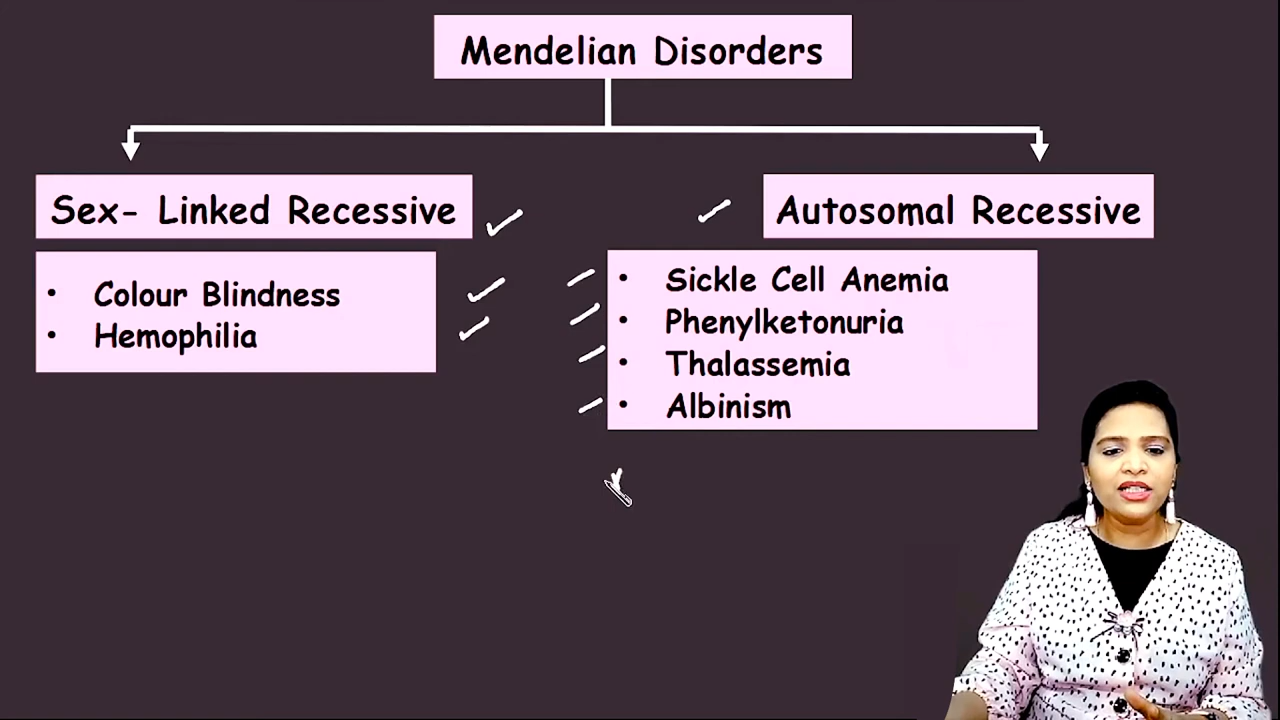 Mendelian Disorders
Sex- Linked Recessive
Colour Blindness
Hemophilia
Autosomal Recessive
Sickle Cell Anemia
Phenylketonuria
Thalassemia
Albinism